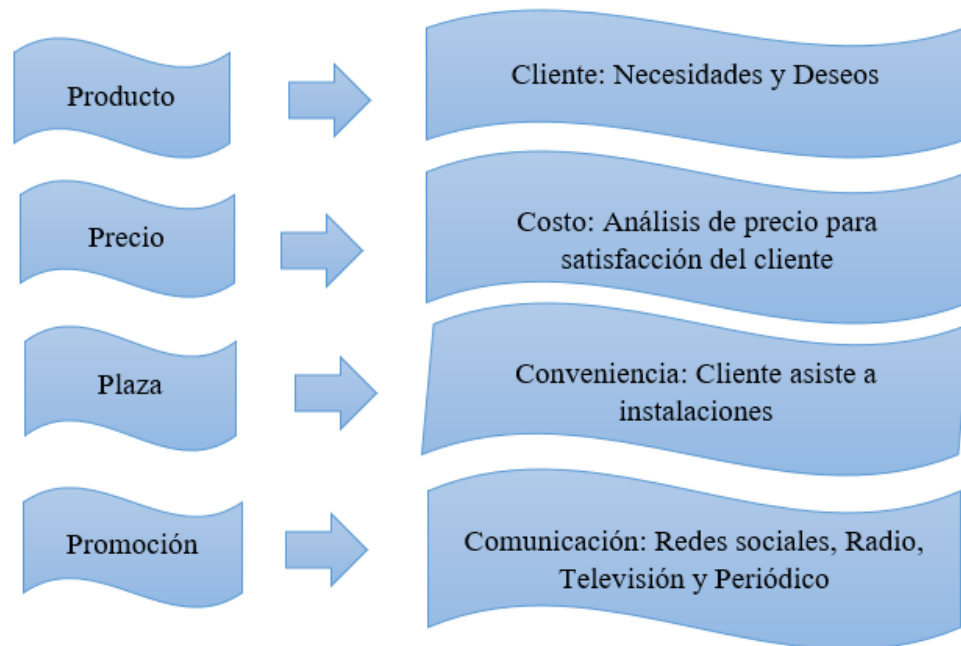 Producto
Cliente: Necesidades y Deseos
Precio
Costo: Análisis de precio para
satisfacción del cliente
Plaza
Conveniencia: Cliente asiste a
instalaciones
Promoción
Comunicación: Redes sociales, Radio,
Televisión y Periódico